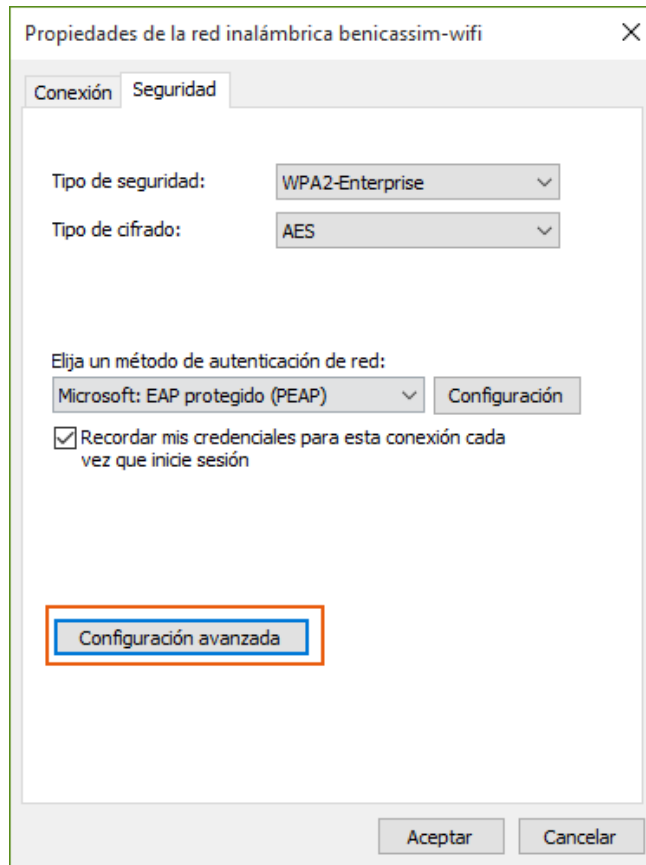 Propiedades de la red inalámbrica benicassim-wifi
Conexión
Seguridad
Tipo de seguridad:
WPA2-Enterprise
Tipo de cifrado:
AES
Elija un método de autenticación de red:
Microsoft: EAP protegido (PEAP)
Configuración
Recordar mis credenciales para esta conexión cada
vez que inicie sesión
Configuración avanzada
Aceptar
Cancelar